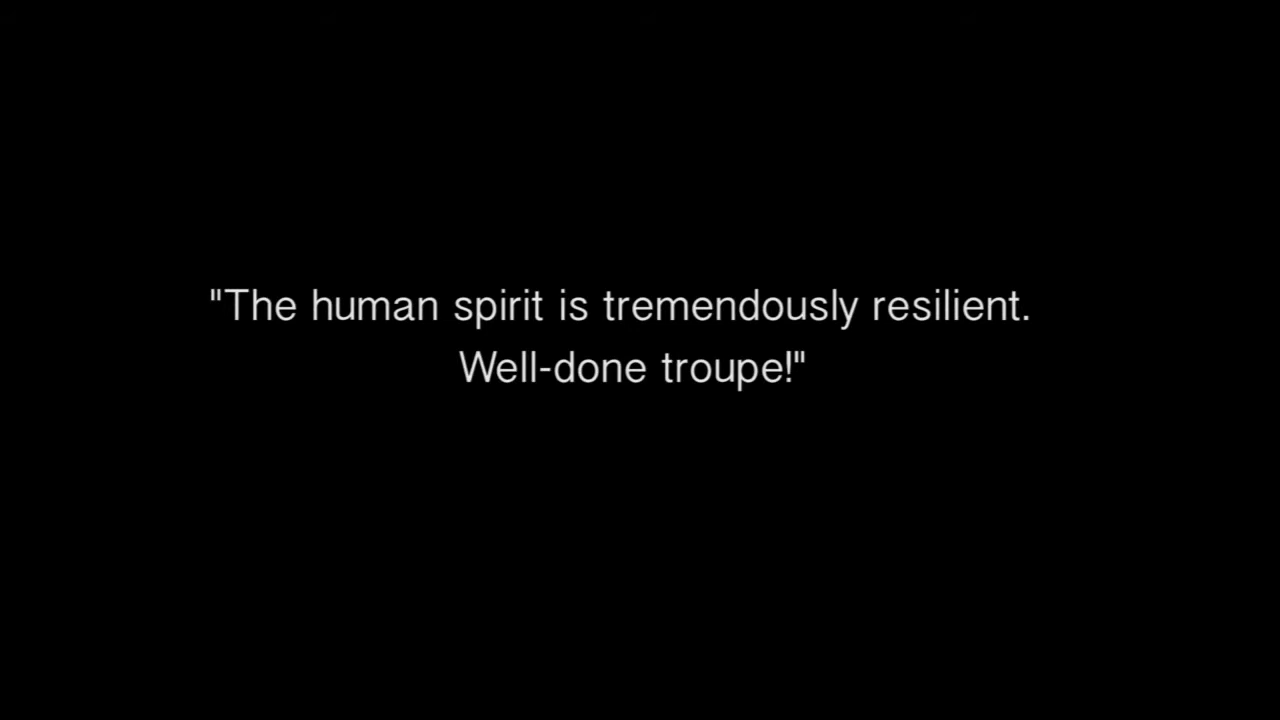 "The human spirit is tremendously resilient.
Well-done troupe!"